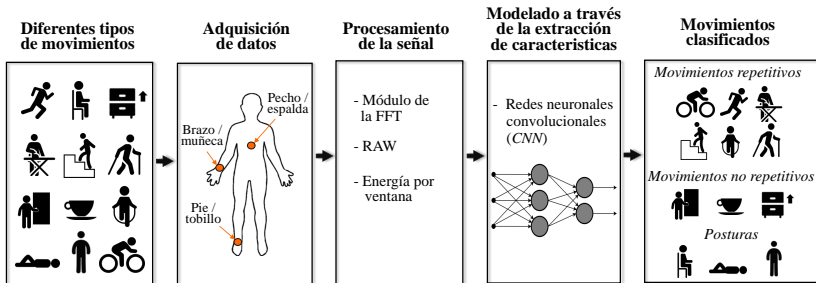 Diferentes tipos
de movimientos
Adquisición
de datos
Procesamiento
de la señal
Modelado a través
de la extracción
de caracteristicas
Movimientos
clasificados
Pecho /
espalda
Brazo /
muñeca
Pie /
tobillo
- Módulo de
la FFT
- RAW
- Energía por
ventana
- Redes neuronales
convolucionales
(CNN)
Movimientos repetitivos
Movimientos no repetitivos
Posturas